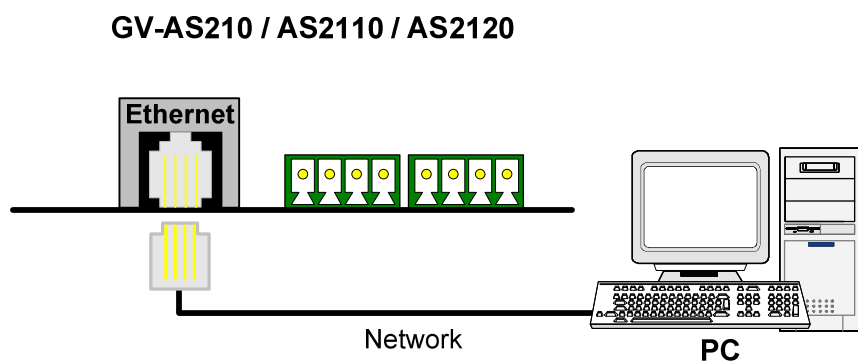 GV-AS210 / AS2110 / AS2120
Ethernet
Network
PC